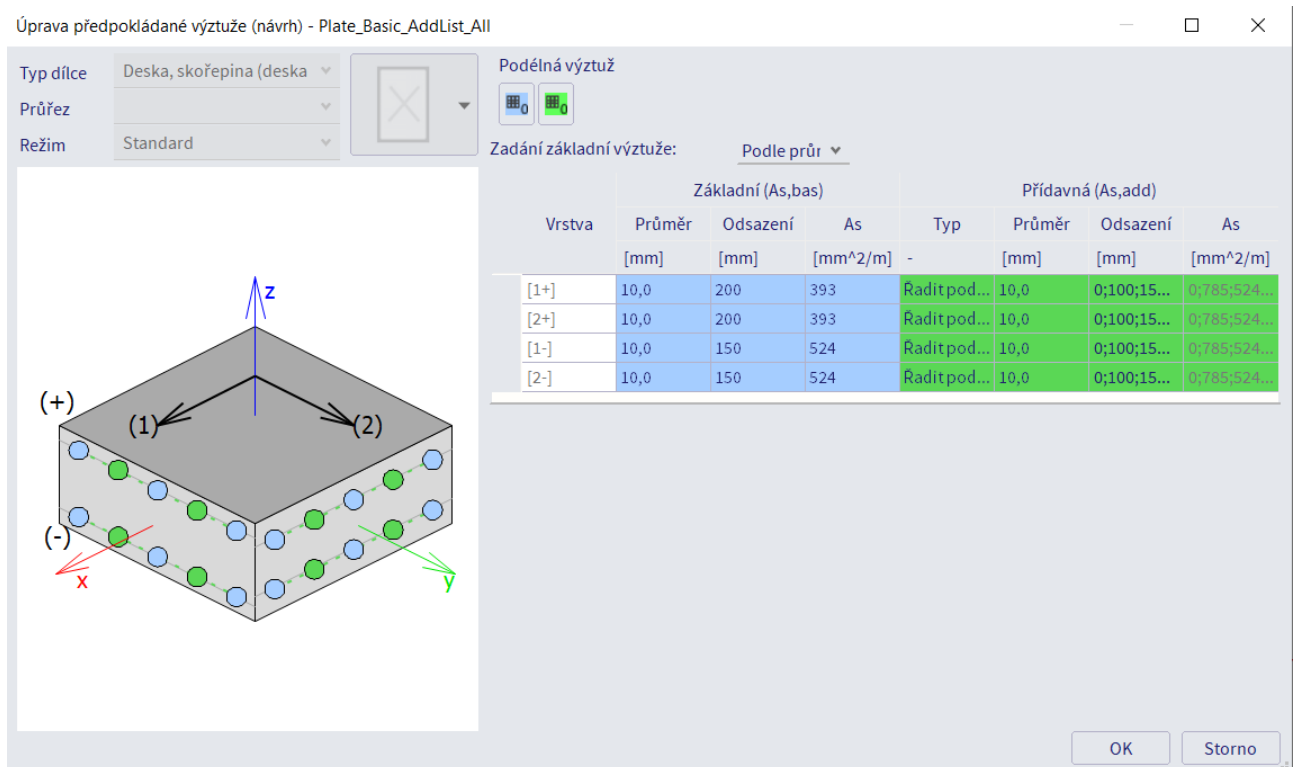 Úprava předpokládané výztuže (návrh) - Plate_Basic_AddList_All
Typ dílce Deska, skořepina (deska
Průřez
Režim Standard
Podélná výztuž
0 0
Zadání základní výztuže: Podle průr
Základní (As,bas) Přídavná (As,add)
Vrstva Průměr Odsazení As Typ Průměr Odsazení As
[mm] [mm] [mm^2/m] - [mm] [mm] [mm^2/m]
[1+] 10,0 200 393 Řadit pod... 10,0 0;100;15... 0;785;524...
[2+] 10,0 200 393 Řadit pod... 10,0 0;100;15... 0;785;524...
[1-] 10,0 150 524 Řadit pod... 10,0 0;100;15... 0;785;524...
[2-] 10,0 150 524 Řadit pod... 10,0 0;100;15... 0;785;524...
z
(+)
(1) (2)
(-)
x y
OK Storno